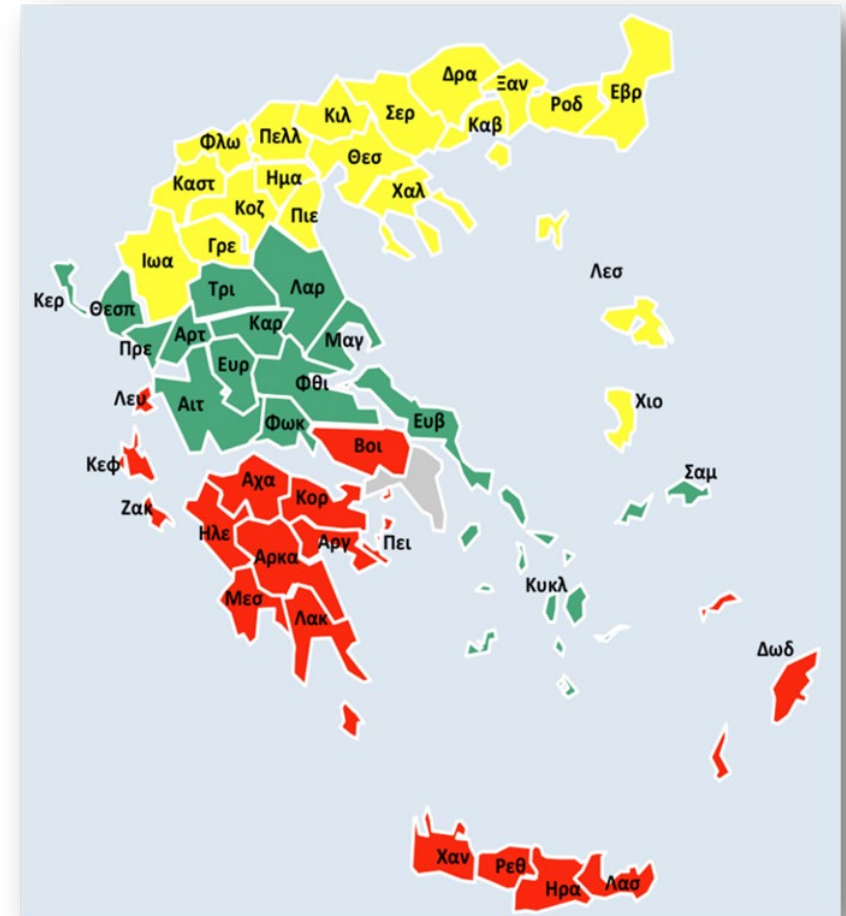 Δρα
Ξαν
Εβρ
Ροδ
Κιλ
Σερ
Καβ
Φλω
Πελλ
Θεσ
Καστ
Ημα
Χαλ
Κοζ
Πιε
Γρε
Ιωα
Λεσ
Κερ
Θεσπ
Τρι
Λαρ
Πρε
Αρτ
Καρ
Μαγ
Ευρ
Φθι
Λευ
Αιτ
Φωκ
Ευβ
Χιο
Βοι
Κεφ
Αχα
Σαμ
Κορ
Ζακ
Ηλε
Αρκα
Αργ
Πει
Κυκλ
Μεσ
Λακ
Δωδ
Χαν
Ρεθ
Ηρα
Λασ